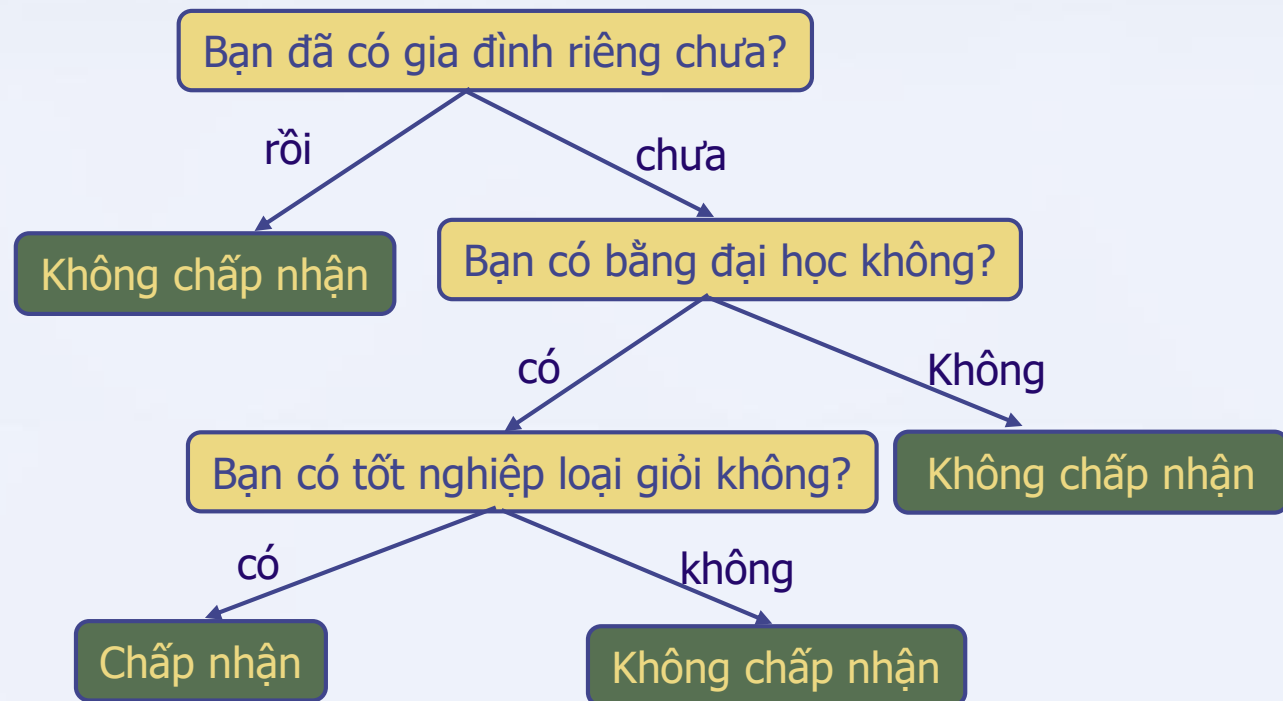 Bạn đã có gia đình riêng chưa?
rồi
chưa
Không chấp nhận
Bạn có bằng đại học không?
có
Không
Bạn có tốt nghiệp loại giỏi không?
Không chấp nhận
có
không
Chấp nhận
Không chấp nhận